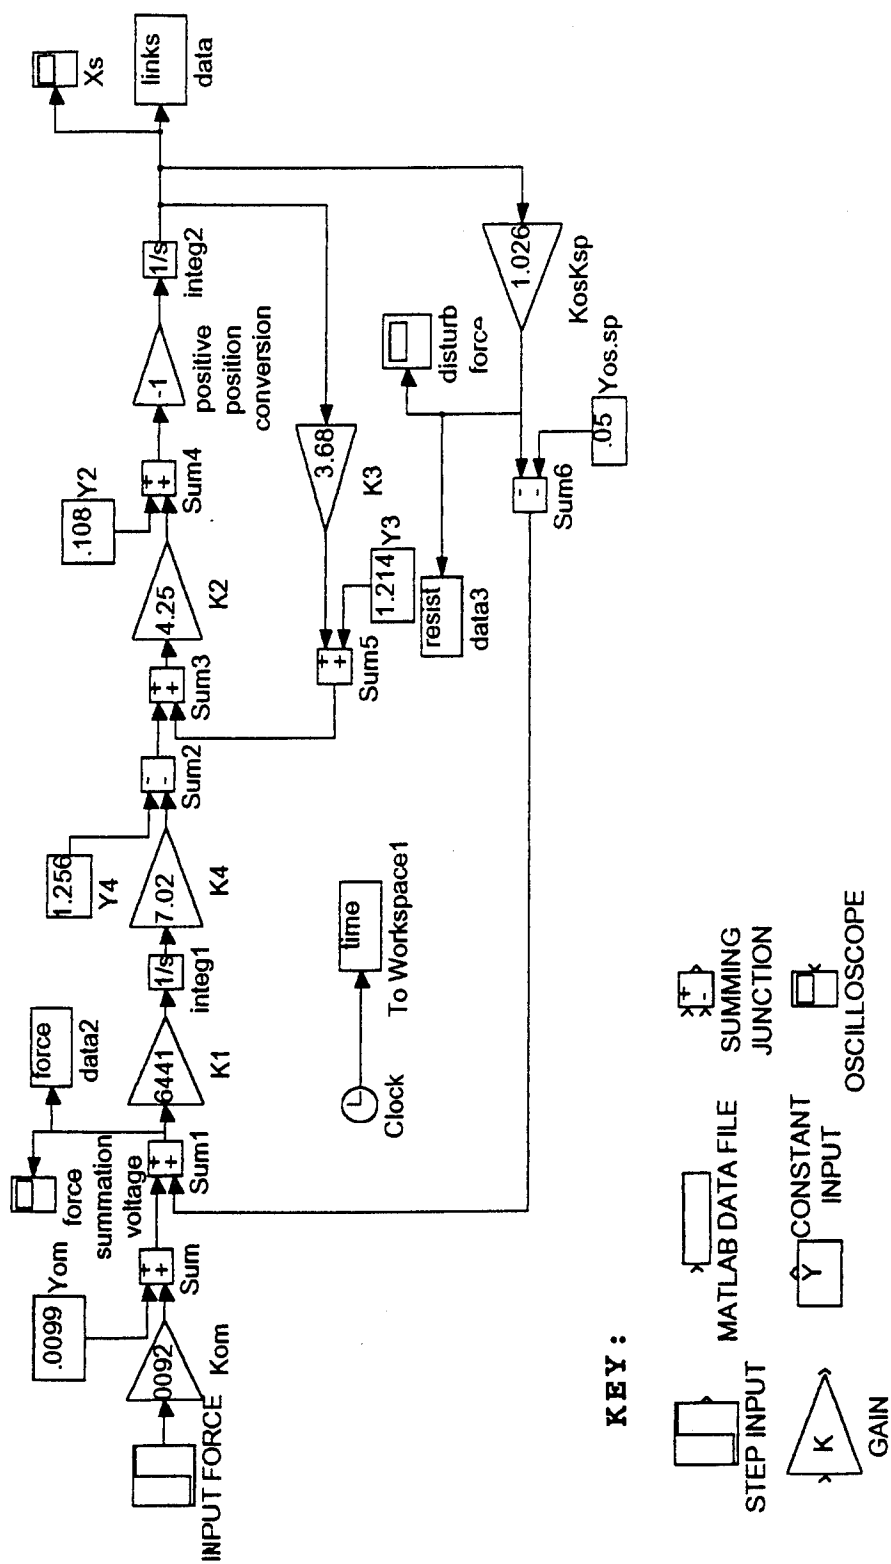 INPUT FORCE
0092
Kom
.0099
Yom
+
+
Sum
force
summation
voltage
+
+
Sum1
force
data2
6441
K1
1/s
integ1
7.02
K4
1.256
Y4
-
-
Sum2
+
+
Sum3
4.25
K2
.108
Y2
+
+
Sum4
-1
positive
position
conversion
1/s
integ2
Xs
links
data
3.68
K3
1.214
Y3
+
+
Sum5
1.026
KosKsp
disturb
force
resist
data3
.05
Yos.sp
-
-
Sum6
Clock
time
To Workspace1
KEY:
STEP INPUT
MATLAB DATA FILE
+
-
SUMMING
JUNCTION
K
GAIN
Y
CONSTANT
INPUT
OSCILLOSCOPE